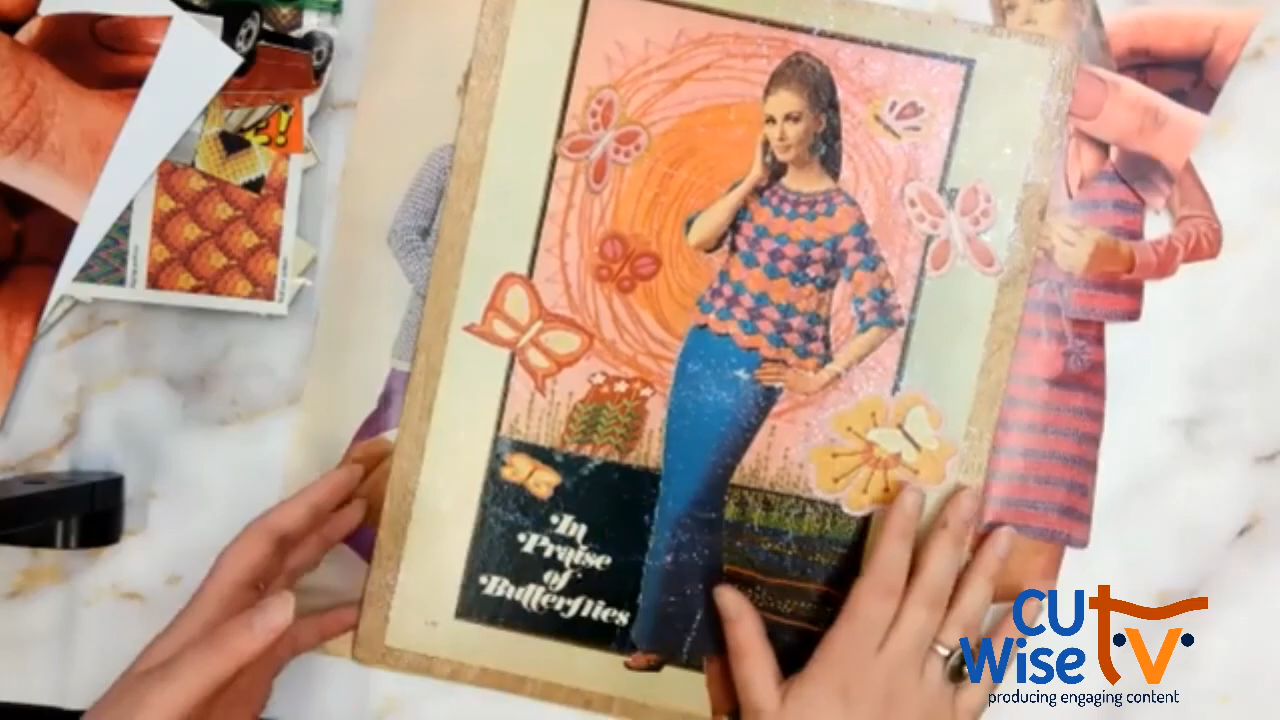 In
Praise
of
Butterflies
CU
Wise tv
producing engaging content